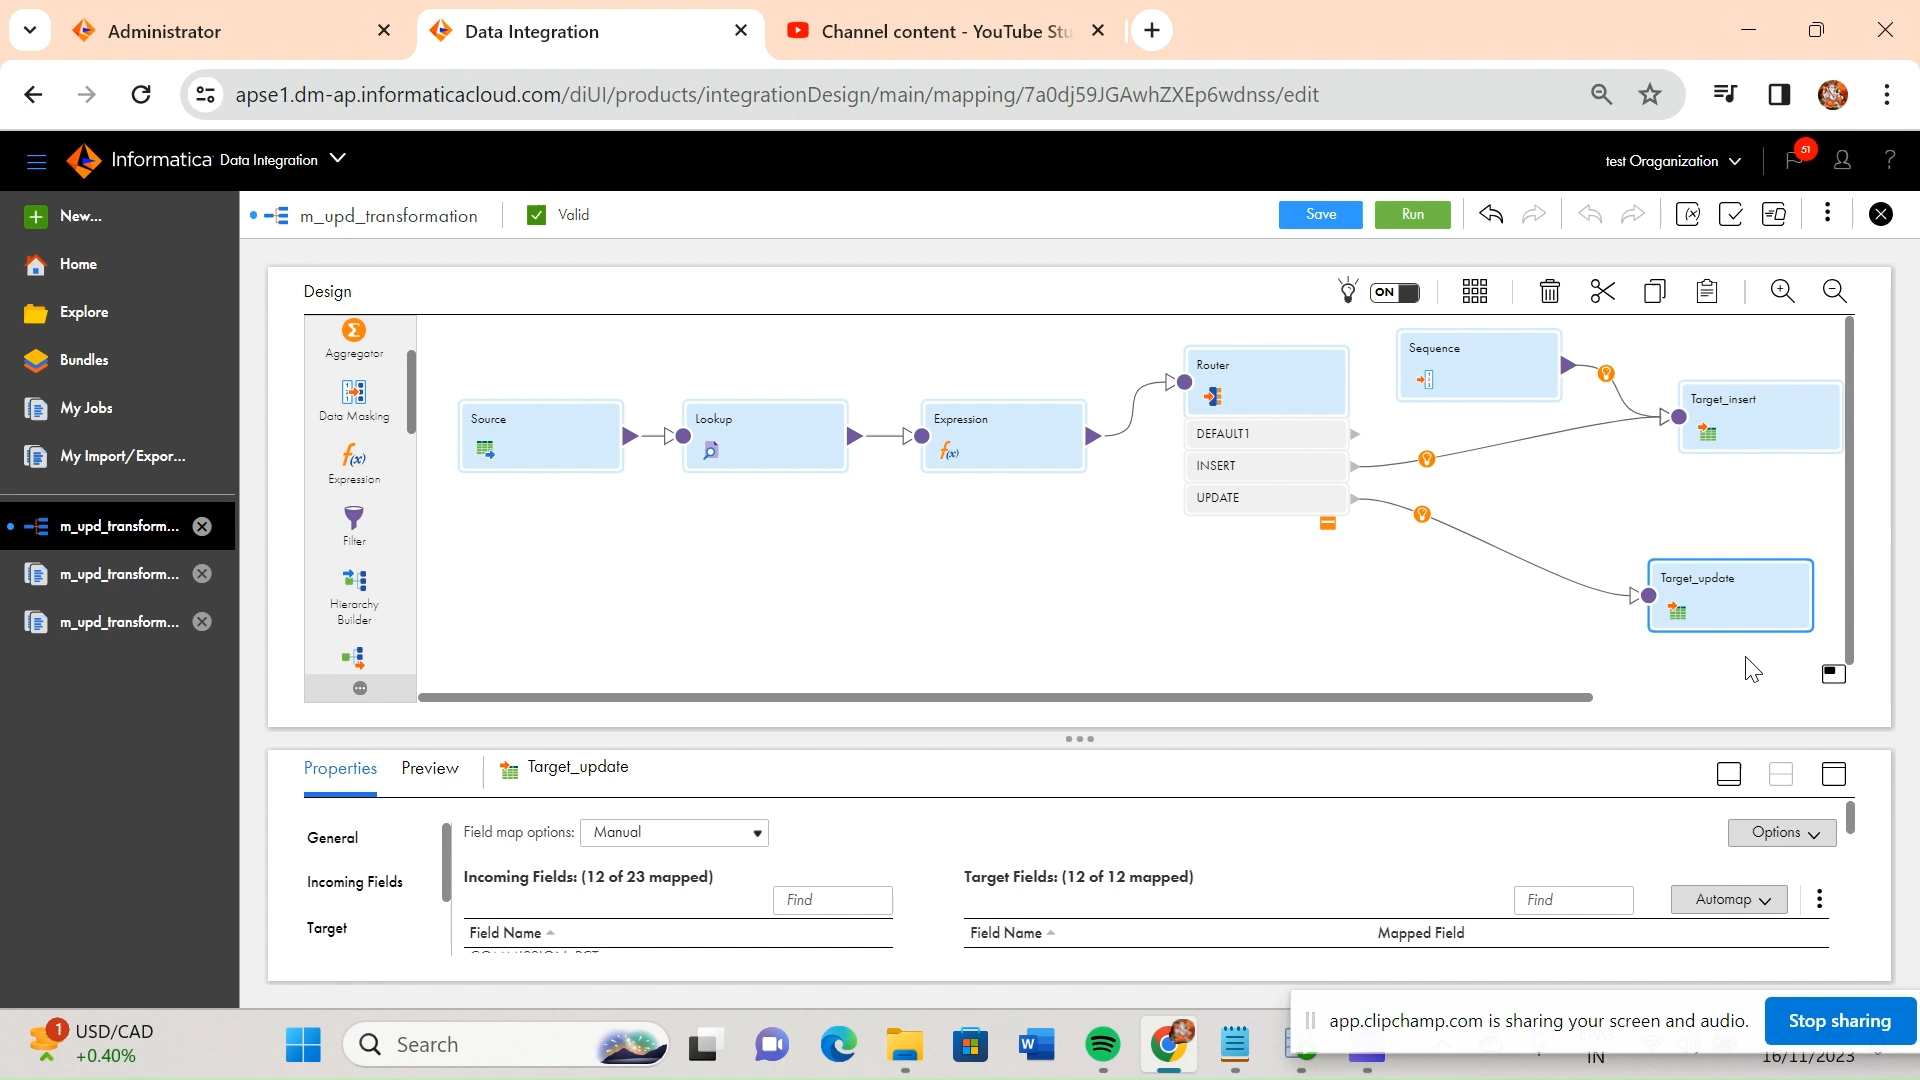 Administrator
Data Integration
Channel content - YouTube Stu
apse1.dm-ap.informaticacloud.com/diUI/products/integrationDesign/main/mapping/7a0dj59JGAwhZXEp6wdnss/edit
Informatica Data Integration
test Oraganization
51
?
New...
Home
Explore
Bundles
My Jobs
My Import/Expor...
m_upd_transform...
m_upd_transform...
m_upd_transform...
m_upd_transformation
Valid
Save
Run
Design
ON
Aggregator
Data Masking
Expression
Filter
Hierarchy
Builder
Source
Lookup
Expression
Router
DEFAULT1
INSERT
UPDATE
Sequence
Target_insert
Target_update
Properties
Preview
Target_update
General
Incoming Fields
Target
Field map options:
Manual
Options
Incoming Fields: (12 of 23 mapped)
Find
Field Name
Target Fields: (12 of 12 mapped)
Find
Automap
Field Name
Mapped Field
app.clipchamp.com is sharing your screen and audio.
Stop sharing
1
USD/CAD
+0.40%
Search
IN
16/11/2023